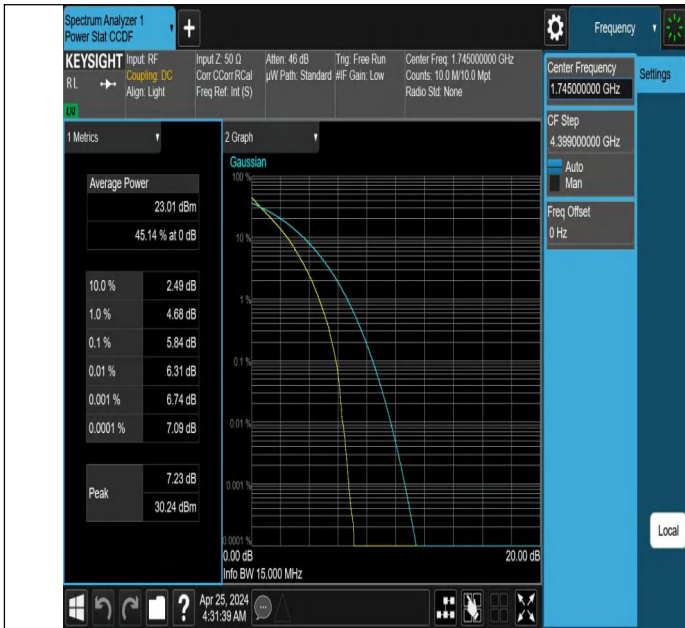 Spectrum Analyzer 1
Power Stat CCDF
+
Frequency
KEYSIGHT
RL
LXI
Input: RF
Coupling: DC
Align: Light
Input Z: 50 Ω
Corr CCorr RCal
Freq Ref: Int (S)
Atten: 46 dB
µW Path: Standard
Trig: Free Run
#IF Gain: Low
Center Freq: 1.745000000 GHz
Counts: 10.0 M/10.0 Mpt
Radio Std: None
Center Frequency
1.745000000 GHz
Settings
CF Step
4.399000000 GHz
Auto
Man
Freq Offset
0 Hz
1 Metrics
Average Power
23.01 dBm
45.14 % at 0 dB
10.0 % 2.49 dB
1.0 % 4.68 dB
0.1 % 5.84 dB
0.01 % 6.31 dB
0.001 % 6.74 dB
0.0001 % 7.09 dB
Peak
7.23 dB
30.24 dBm
2 Graph
Gaussian
100 %
10 %
1 %
0.1 %
0.01 %
0.001 %
0.0001 %
0.00 dB 20.00 dB
Info BW 15.000 MHz
Local
?
Apr 25, 2024
4:31:39 AM